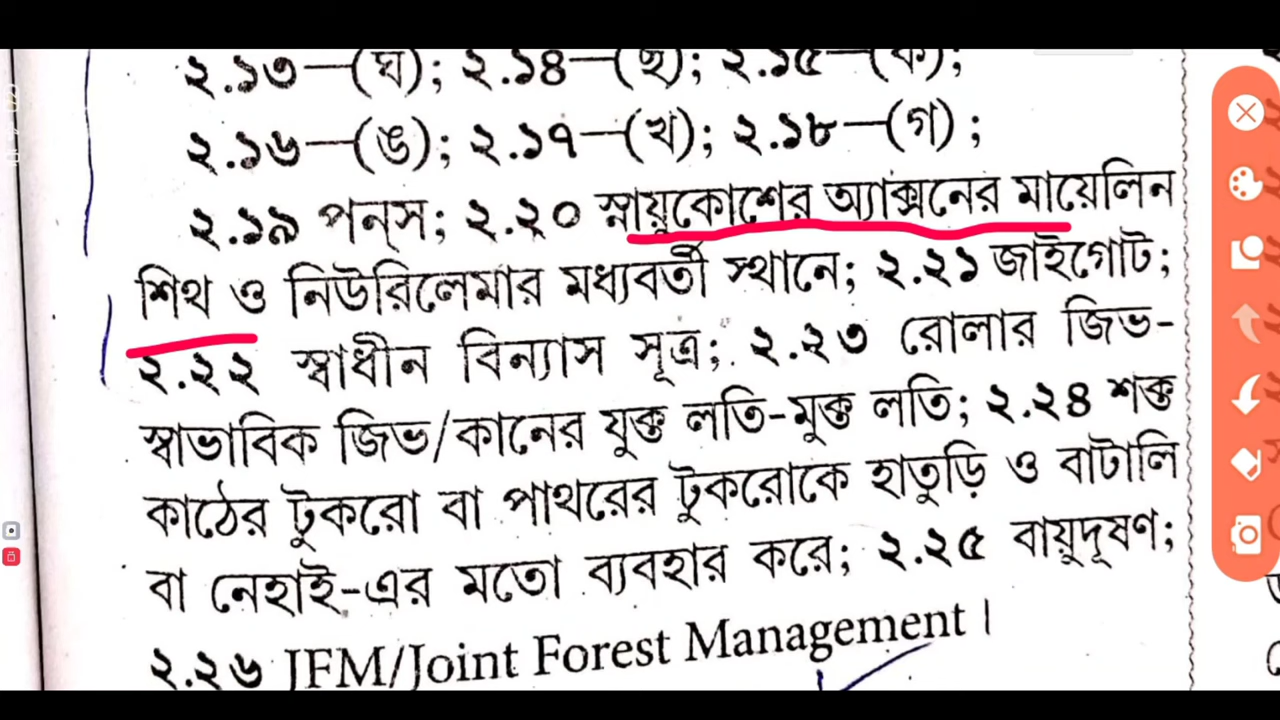 ২.১৩—(ঘ); ২.১৪—(ছ); ২.১৫—(ক);
২.১৬—(ঙ); ২.১৭—(খ); ২.১৮—(গ) ;
২.১৯ পন্‌স; ২.২০ স্নায়ুকোশের অ্যাক্সনের মায়েলিন
শিথ ও নিউরিলেমার মধ্যবর্তী স্থানে; ২.২১ জাইগোট;
২.২২ স্বাধীন বিন্যাস সূত্র; ২.২৩ রোলার জিভ-
স্বাভাবিক জিভ/কানের যুক্ত লতি-মুক্ত লতি; ২.২৪ শক্ত
কাঠের টুকরো বা পাথরের টুকরোকে হাতুড়ি ও বাটালি
বা নেহাই-এর মতো ব্যবহার করে; ২.২৫ বায়ুদূষণ;
২.২৬ JFM/Joint Forest Management।